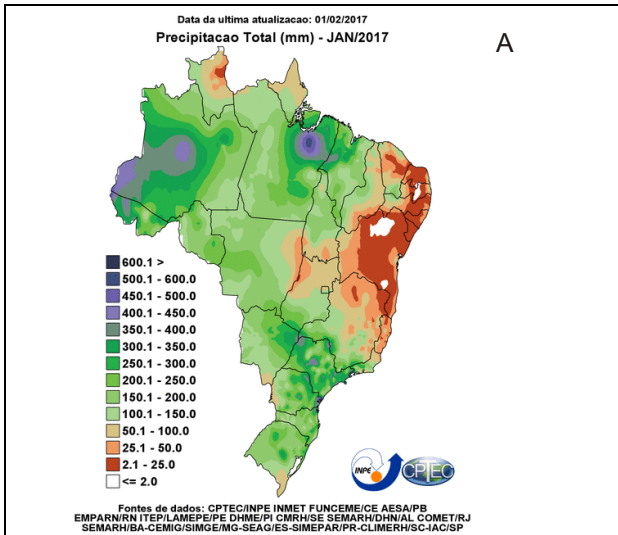 Data da ultima atualizacao: 01/02/2017
Precipitacao Total (mm) - JAN/2017
A
600.1 >
500.1 - 600.0
450.1 - 500.0
400.1 - 450.0
350.1 - 400.0
300.1 - 350.0
250.1 - 300.0
200.1 - 250.0
150.1 - 200.0
100.1 - 150.0
50.1 - 100.0
25.1 - 50.0
2.1 - 25.0
<= 2.0
INPE
CPTEC
Fontes de dados: CPTEC/INPE INMET FUNCEME/CE AESA/PB
EMPARN/RN ITEP/LAMEPE/PE DHME/PI CMRH/SE SEMARH/DHN/AL COMET/RJ
SEMARH/BA-CEMIG/SIMGE/MG-SEAG/ES-SIMEPAR/PR-CLIMERH/SC-IAC/SP